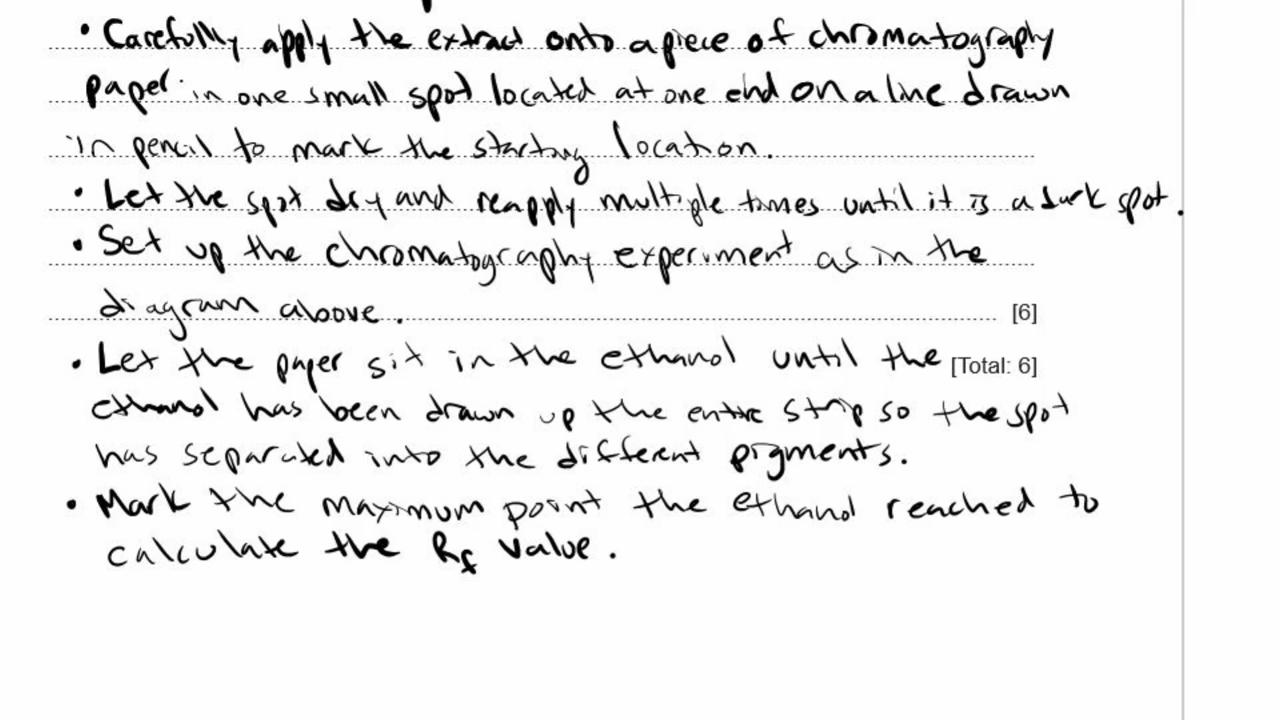 • Carefully apply the extract onto a piece of chromatography
paper in one small spot located at one end on a line drawn
in pencil to mark the starting location.
• Let the spot dry and reapply multiple times until it is a dark spot.
• Set up the chromatography experiment as in the
diagram above. [6]
• Let the paper sit in the ethanol until the [Total: 6]
ethanol has been drawn up the entire strip so the spot
has separated into the different pigments.
• Mark the maximum point the ethanol reached to
calculate the Rf value.